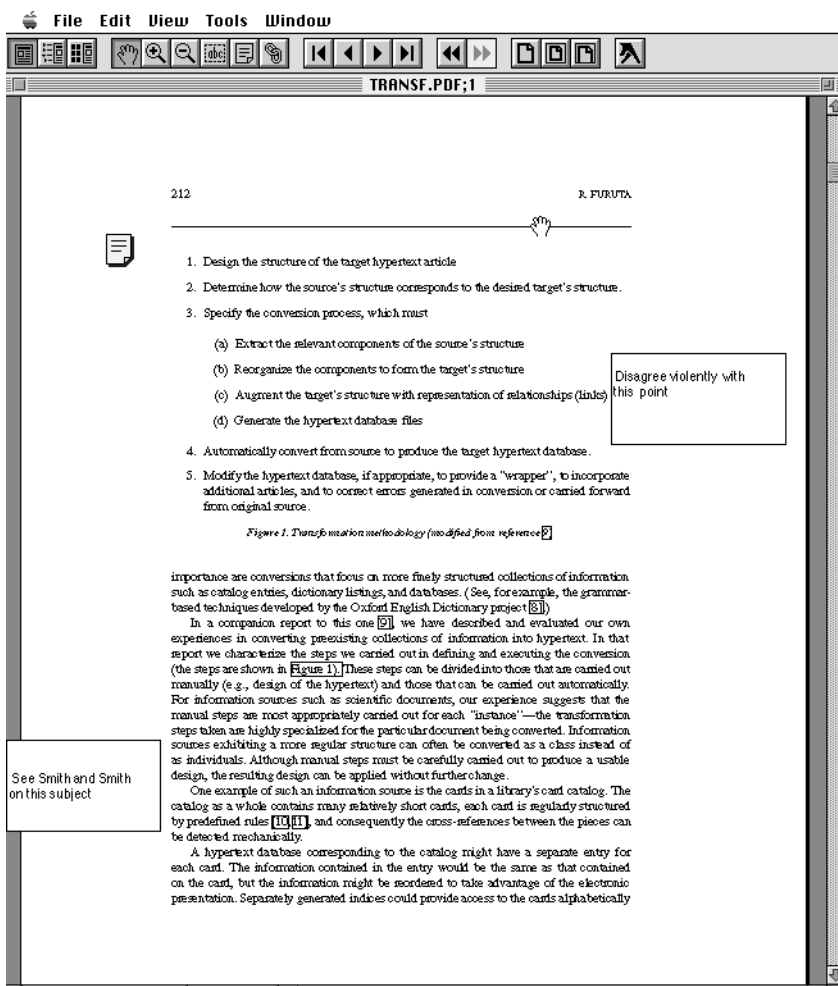 File Edit View Tools Window
abc
TRANSF.PDF;1
212 R. FURUTA
1. Design the structure of the target hypertext article
2. Determine how the source's structure corresponds to the desired target's structure.
3. Specify the conversion process, which must
(a) Extract the relevant components of the source's structure
(b) Reorganize the components to form the target's structure
(c) Augment the target's structure with representation of relationships (links)
(d) Generate the hypertext database files
Disagree violently with
this point
4. Automatically convert from source to produce the target hypertext database.
5. Modify the hypertext database, if appropriate, to provide a "wrapper", to incorporate
additional articles, and to correct errors generated in conversion or carried forward
from original source.
Figure 1. Transformation methodology (modified from reference 9]
importance are conversions that focus on more finely structured collections of information
such as catalog entries, dictionary listings, and databases. (See, for example, the grammar-
based techniques developed by the Oxford English Dictionary project 8].)
In a companion report to this one 9], we have described and evaluated our own
experiences in converting preexisting collections of information into hypertext. In that
report we characterize the steps we carried out in defining and executing the conversion
(the steps are shown in Figure 1). These steps can be divided into those that are carried out
manually (e.g., design of the hypertext) and those that can be carried out automatically.
For information sources such as scientific documents, our experience suggests that the
manual steps are most appropriately carried out for each "instance"—the transformation
steps taken are highly specialized for the particular document being converted. Information
sources exhibiting a more regular structure can often be converted as a class instead of
as individuals. Although manual steps must be carefully carried out to produce a usable
design, the resulting design can be applied without further change.
See Smith and Smith
on this subject
One example of such an information source is the cards in a library's card catalog. The
catalog as a whole contains many relatively short cards, each card is regularly structured
by predefined rules [10,11], and consequently the cross-references between the pieces can
be detected mechanically.
A hypertext database corresponding to the catalog might have a separate entry for
each card. The information contained in the entry would be the same as that contained
on the card, but the information might be reordered to take advantage of the electronic
presentation. Separately generated indices could provide access to the cards alphabetically